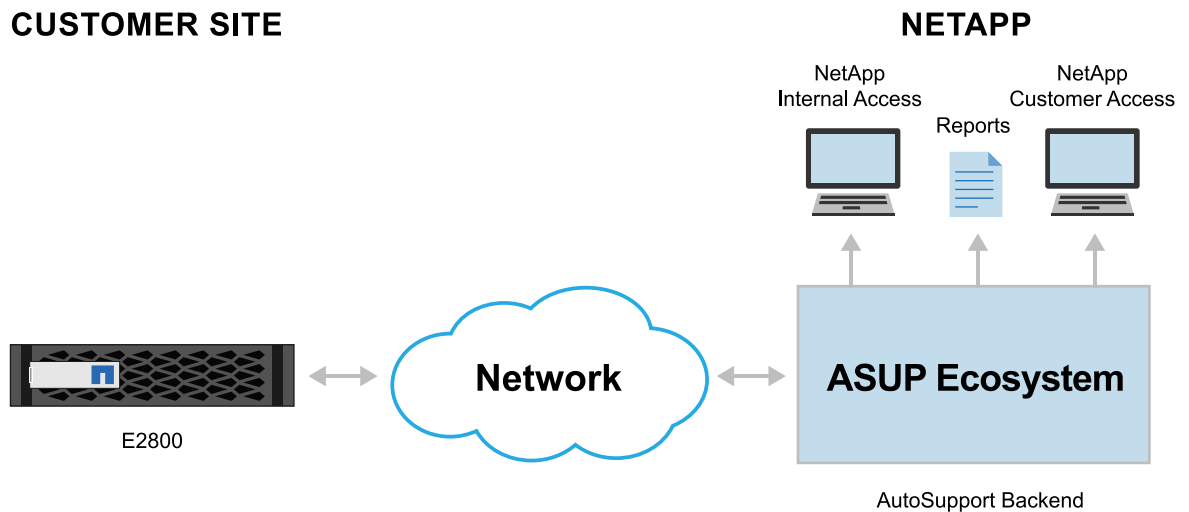 CUSTOMER SITE
NETAPP
NetApp
Internal Access
Reports
NetApp
Customer Access
E2800
Network
ASUP Ecosystem
AutoSupport Backend